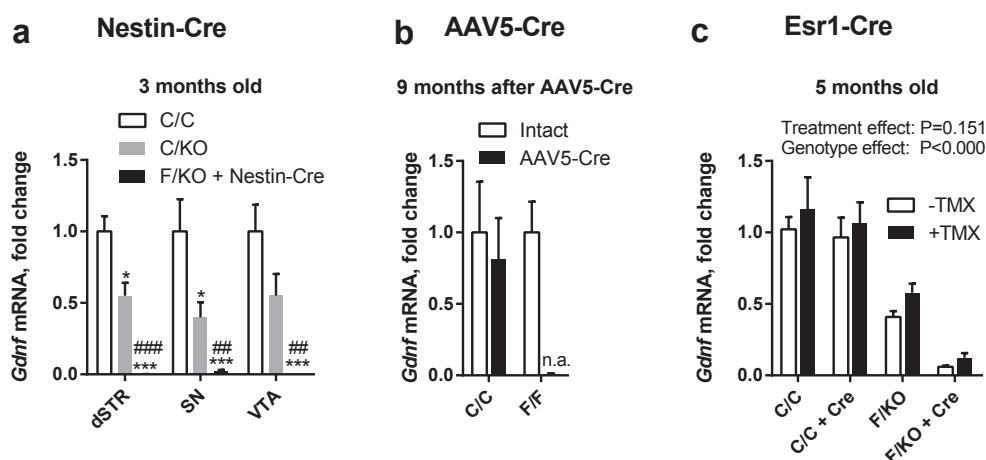 a Nestin-Cre
3 months old
C/C
C/KO
F/KO + Nestin-Cre
Gdnf mRNA, fold change
1.5
1.0
0.5
0.0
*
###
***
*
##
***
##
***
dSTR
SN
VTA
b AAV5-Cre
9 months after AAV5-Cre
Intact
AAV5-Cre
Gdnf mRNA, fold change
1.5
1.0
0.5
0.0
n.a.
C/C
F/F
c Esr1-Cre
5 months old
Treatment effect: P=0.151
Genotype effect: P<0.000
-TMX
+TMX
Gdnf mRNA, fold change
1.5
1.0
0.5
0.0
C/C
C/C + Cre
F/KO
F/KO + Cre